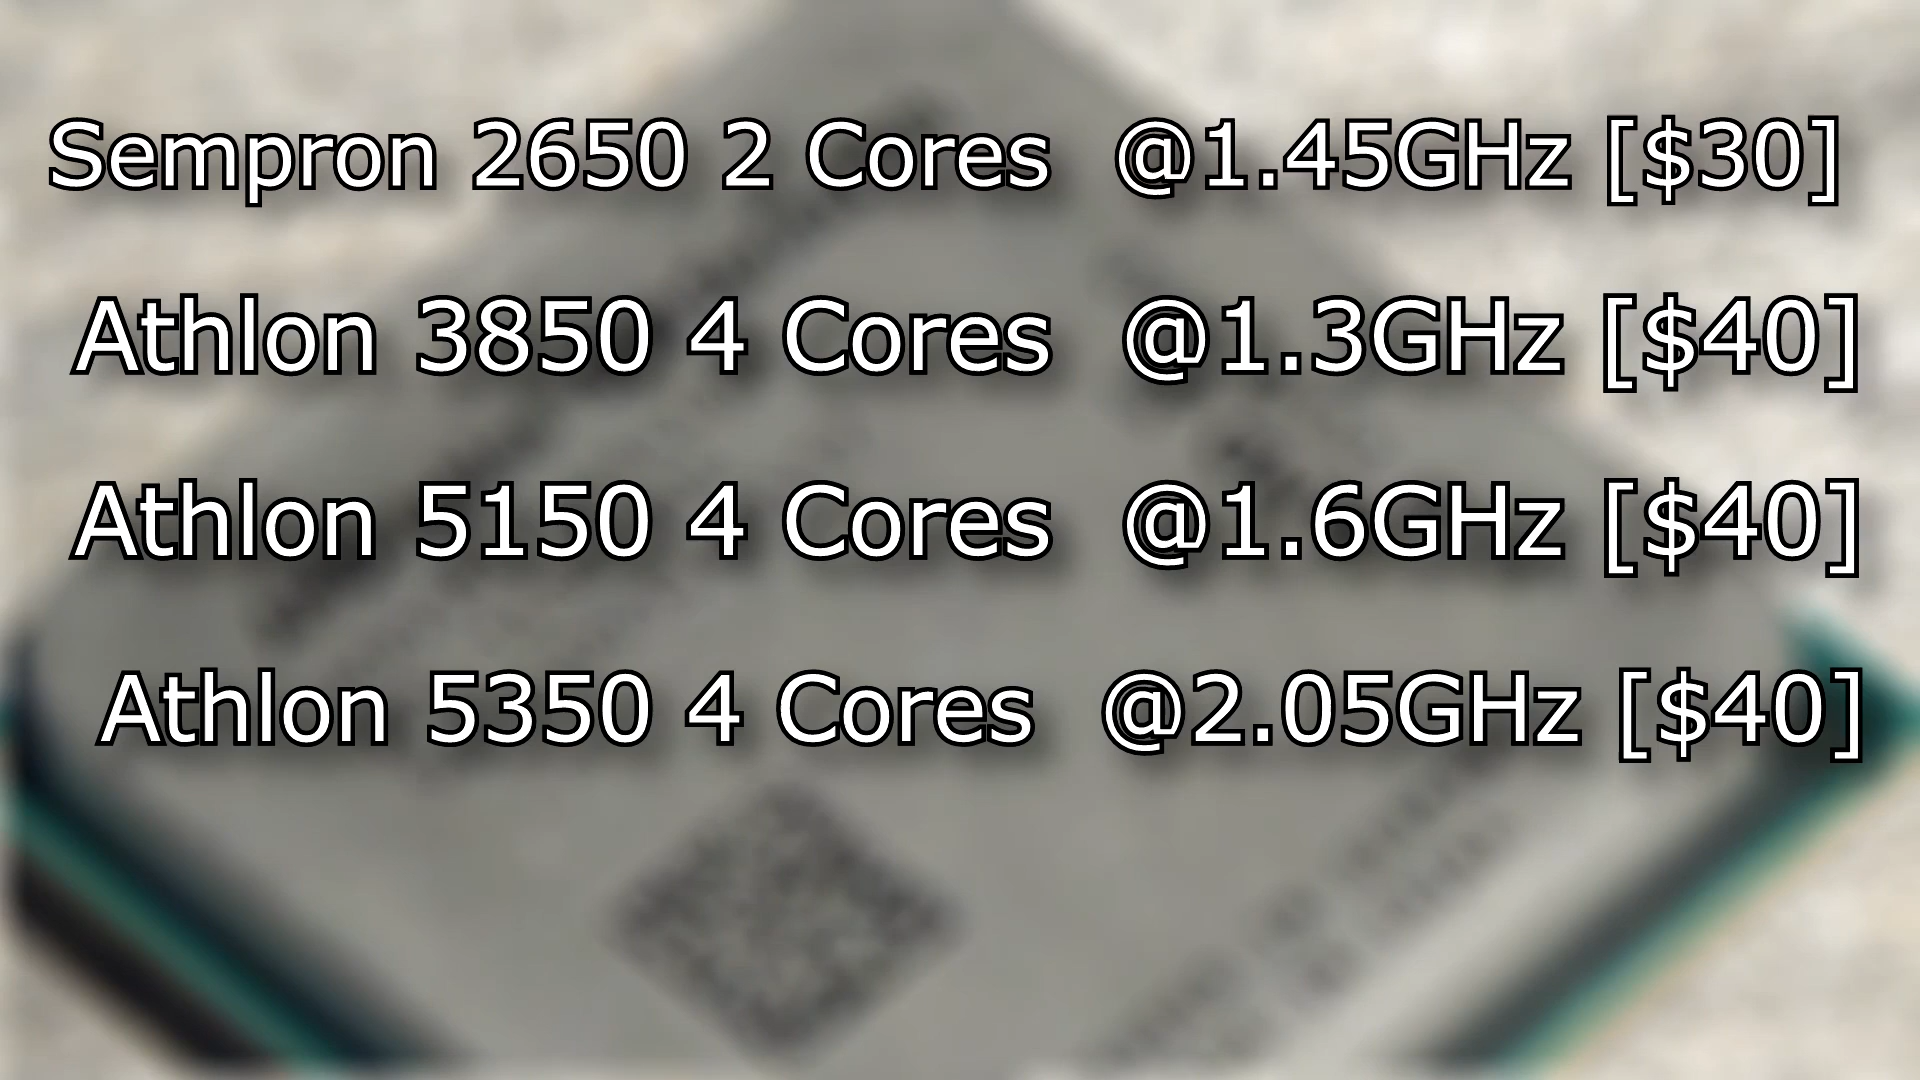 Sempron 2650 2 Cores @1.45GHz [$30]
Athlon 3850 4 Cores @1.3GHz [$40]
Athlon 5150 4 Cores @1.6GHz [$40]
Athlon 5350 4 Cores @2.05GHz [$40]